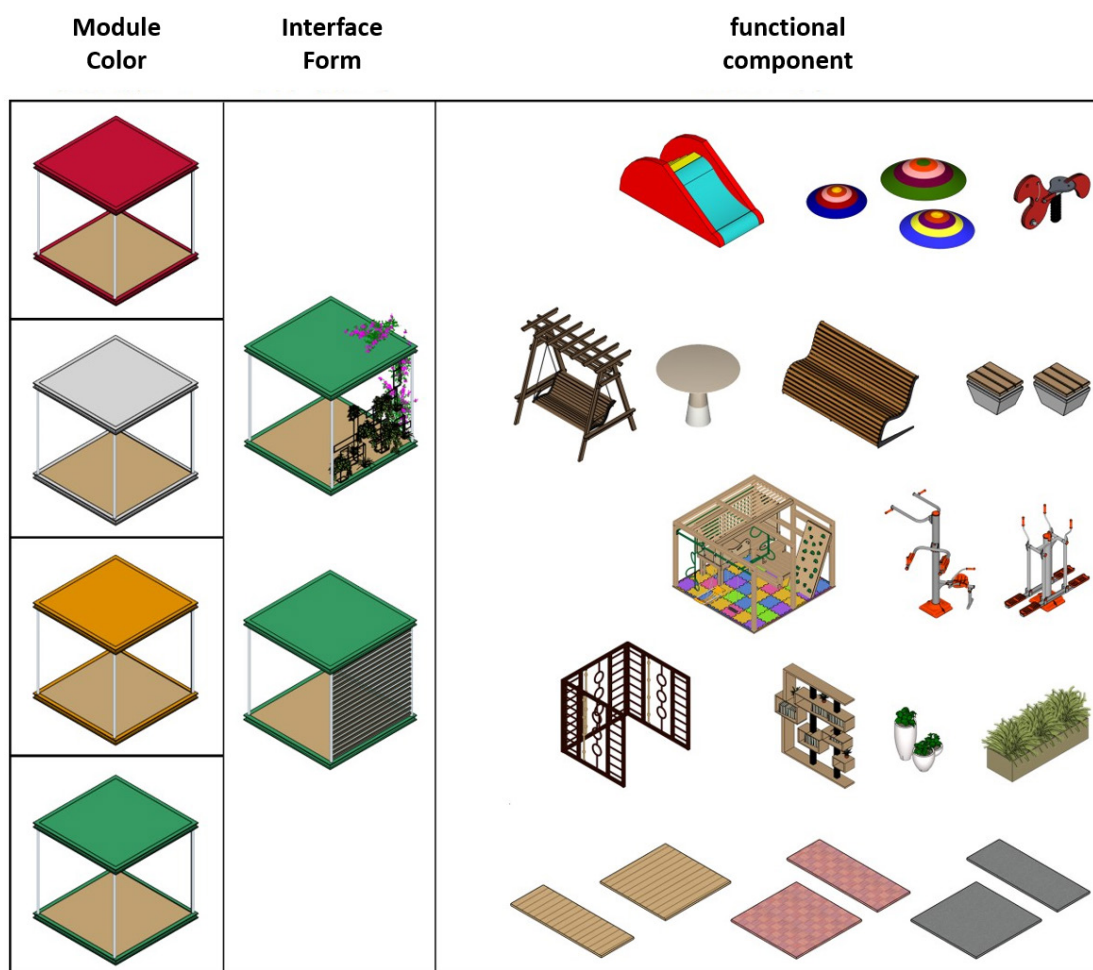 Module
Color
Interface
Form
functional
component